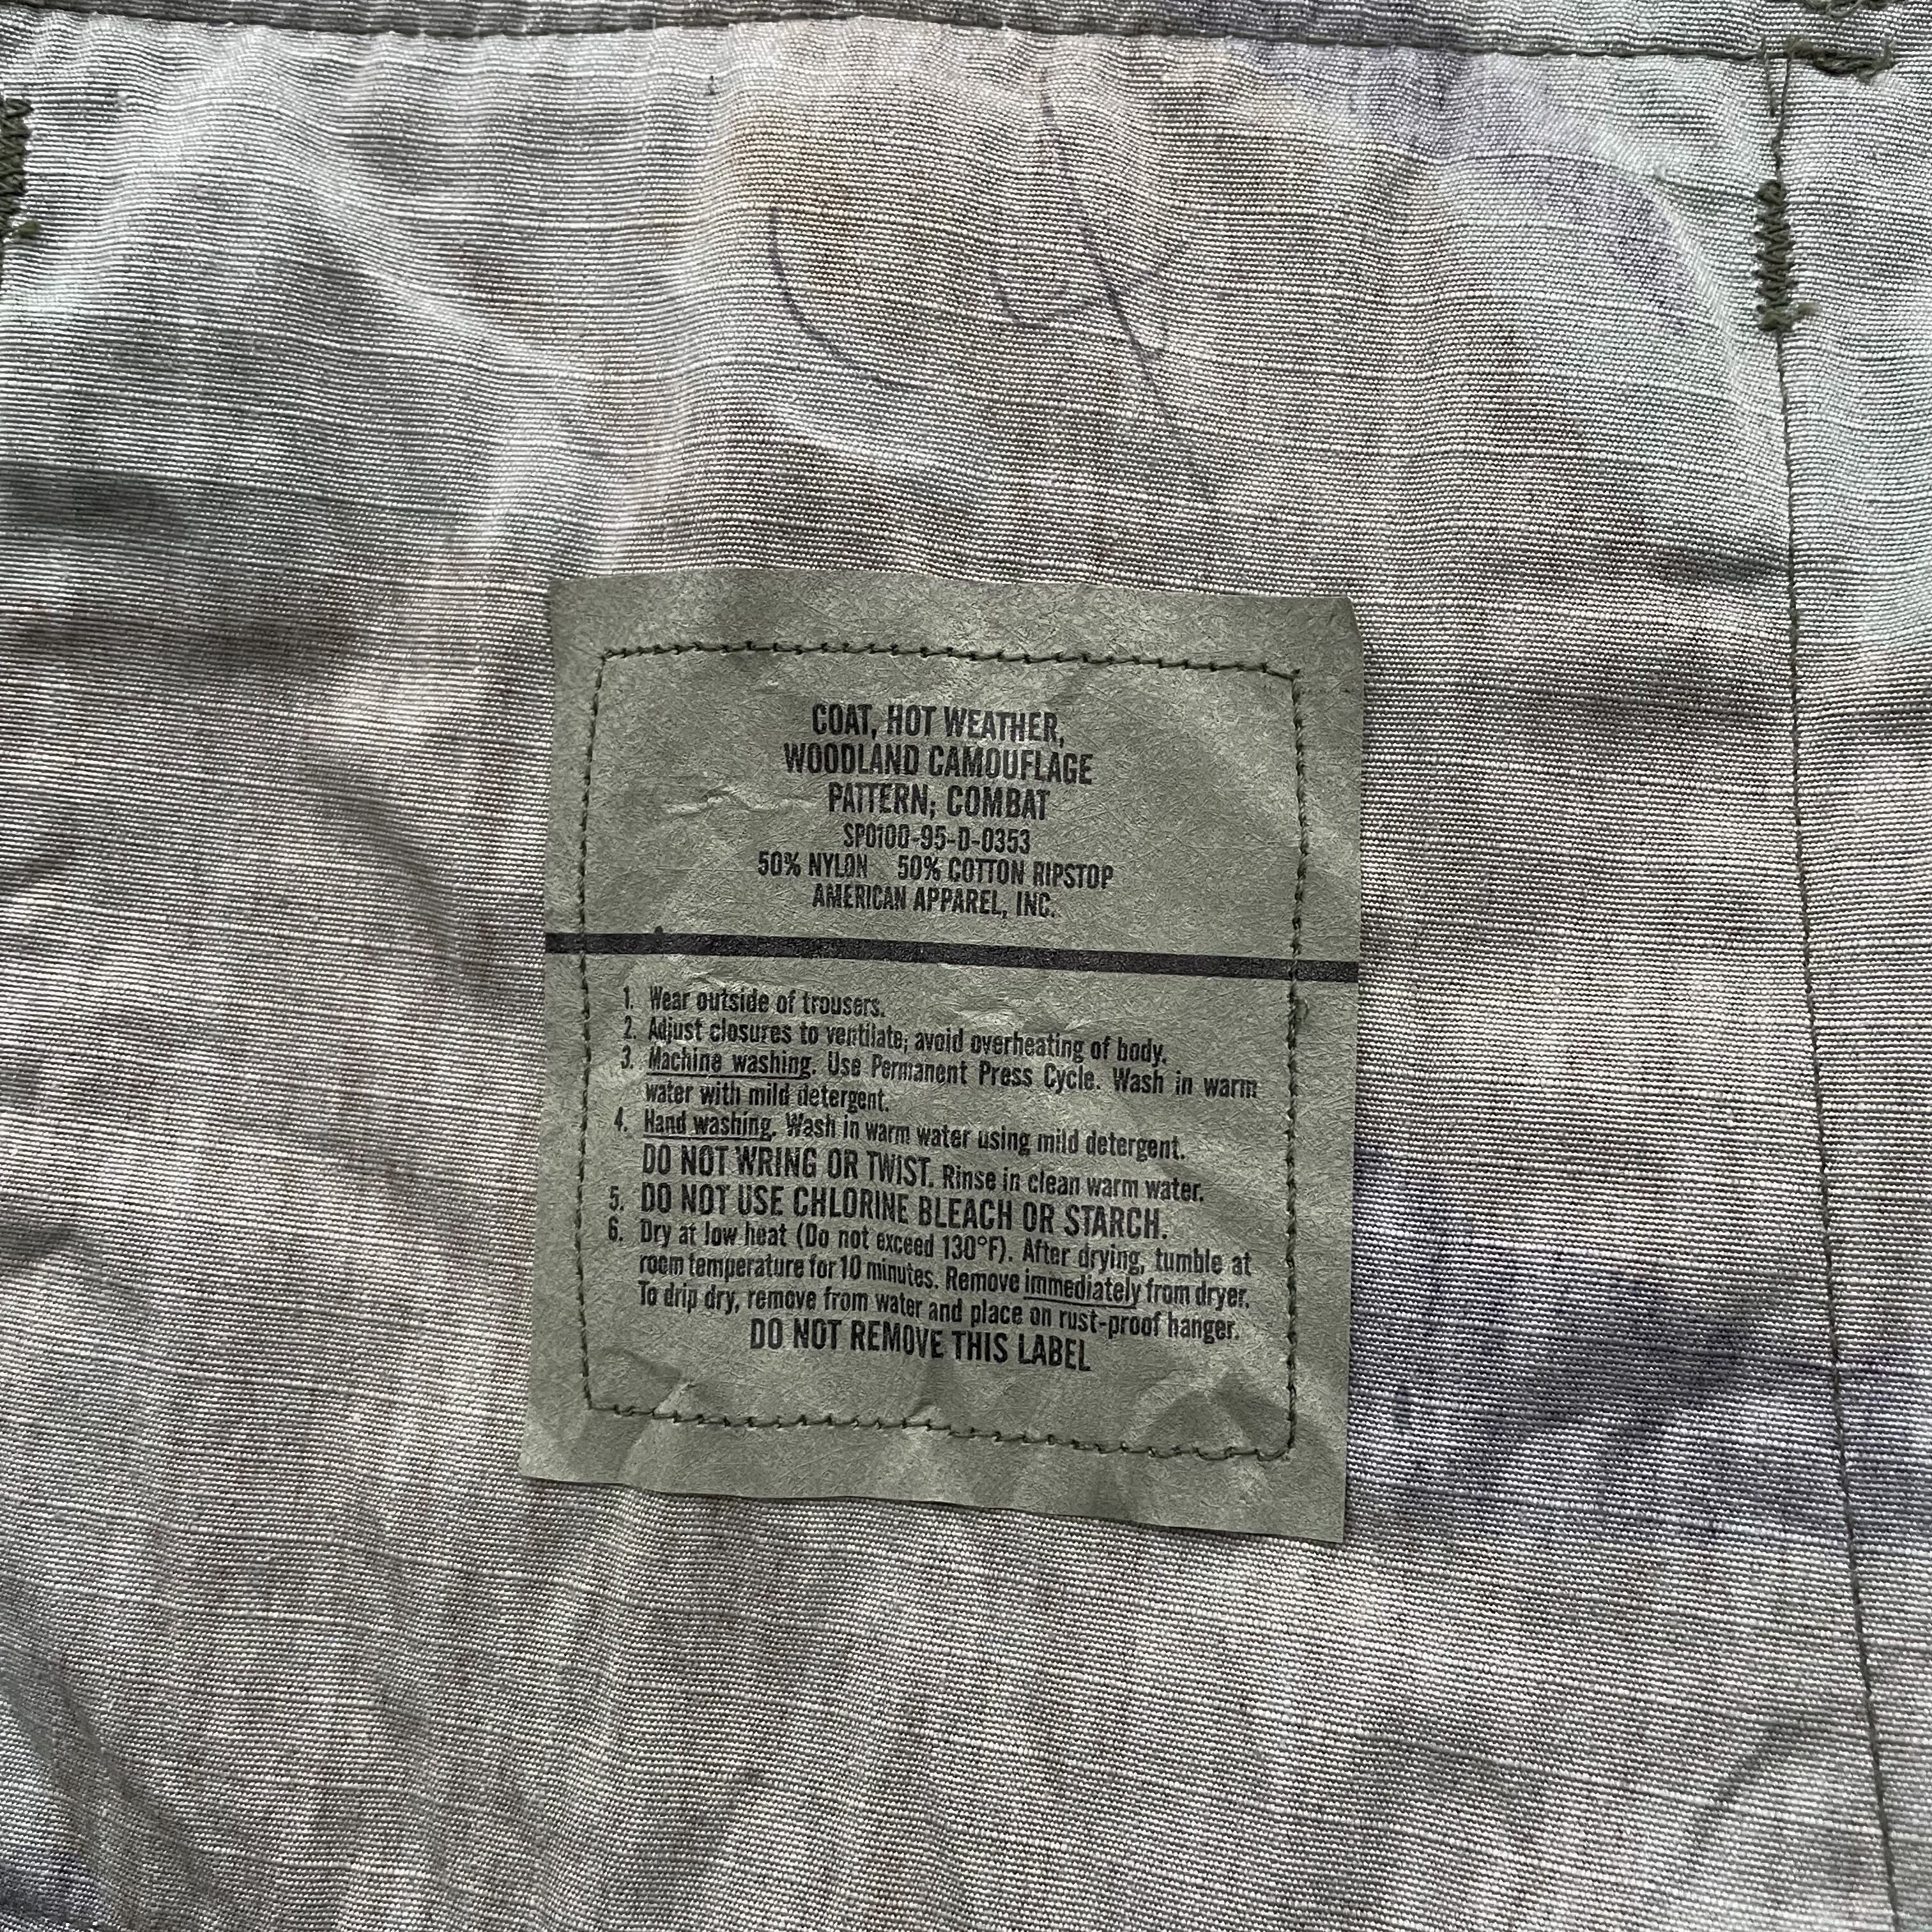 COAT, HOT WEATHER,
WOODLAND CAMOUFLAGE
PATTERN; COMBAT
SPO100-95-D-0353
50% NYLON 50% COTTON RIPSTOP
AMERICAN APPAREL, INC.
1. Wear outside of trousers.
2. Adjust closures to ventilate; avoid overheating of body.
3. Machine washing. Use Permanent Press Cycle. Wash in warm
water with mild detergent.
4. Hand washing. Wash in warm water using mild detergent.
DO NOT WRING OR TWIST. Rinse in clean warm water.
5. DO NOT USE CHLORINE BLEACH OR STARCH.
6. Dry at low heat (Do not exceed 130°F). After drying, tumble at
room temperature for 10 minutes. Remove immediately from dryer.
To drip dry, remove from water and place on rust-proof hanger.
DO NOT REMOVE THIS LABEL